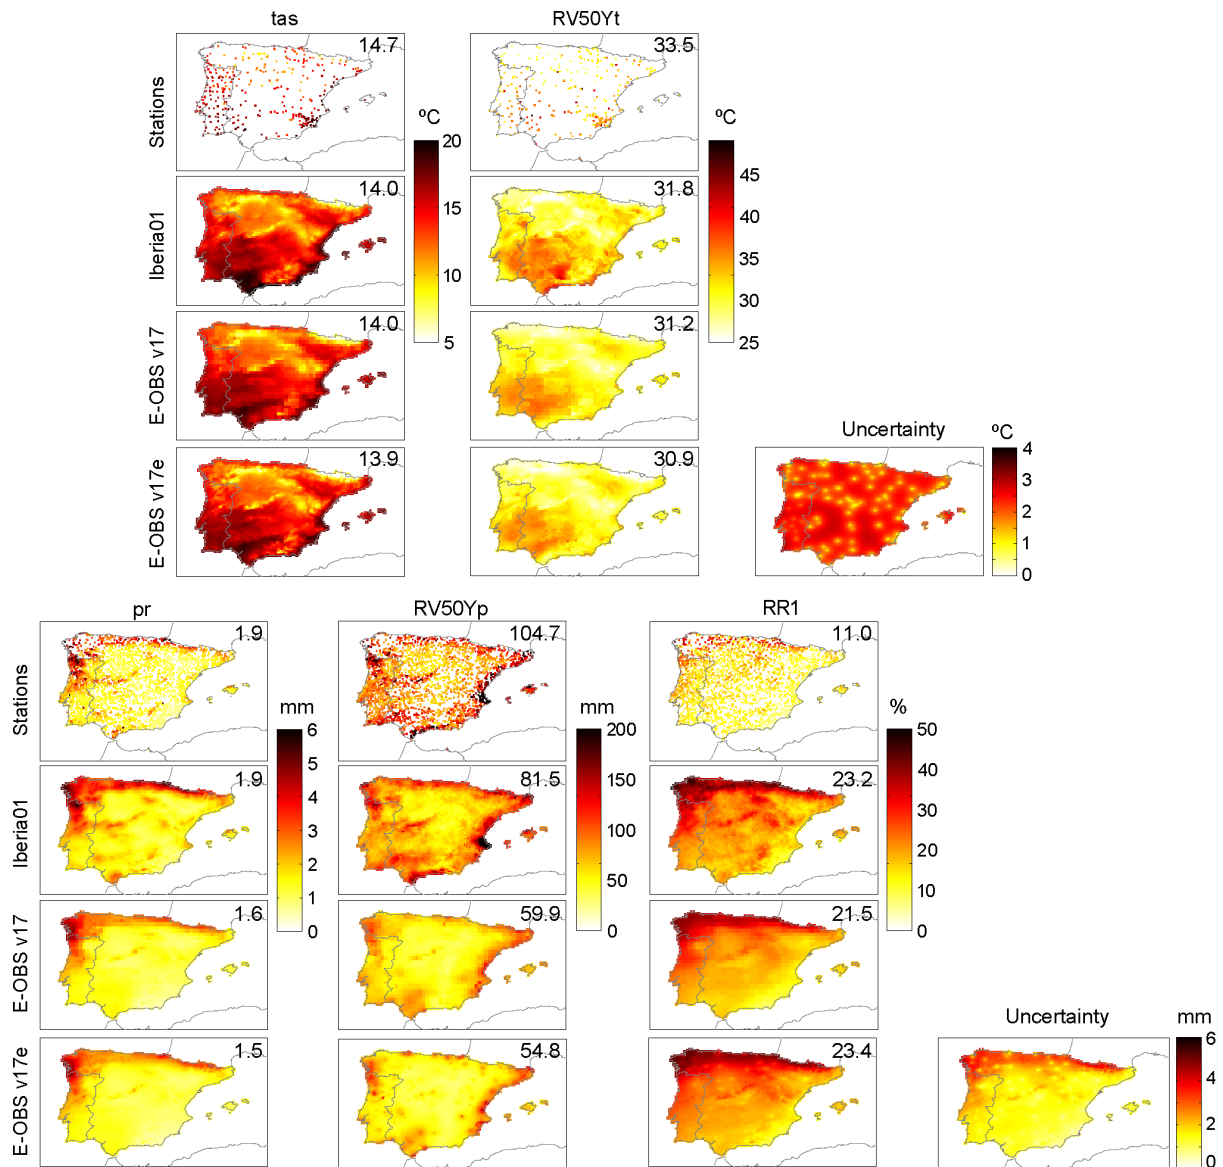 tas RV50Yt
Stations 14.7 33.5
ºC
20
15
10
5
45
40
35
30
25
Iberia01 14.0 31.8
E-OBS v17 14.0 31.2
E-OBS v17e 13.9 30.9
Uncertainty ºC
4
3
2
1
0
pr RV50Yp RR1
Stations 1.9 104.7 11.0
mm mm %
6
5
4
3
2
1
0
200
150
100
50
0
50
40
30
20
10
0
Iberia01 1.9 81.5 23.2
E-OBS v17 1.6 59.9 21.5
E-OBS v17e 1.5 54.8 23.4
Uncertainty mm
6
4
2
0